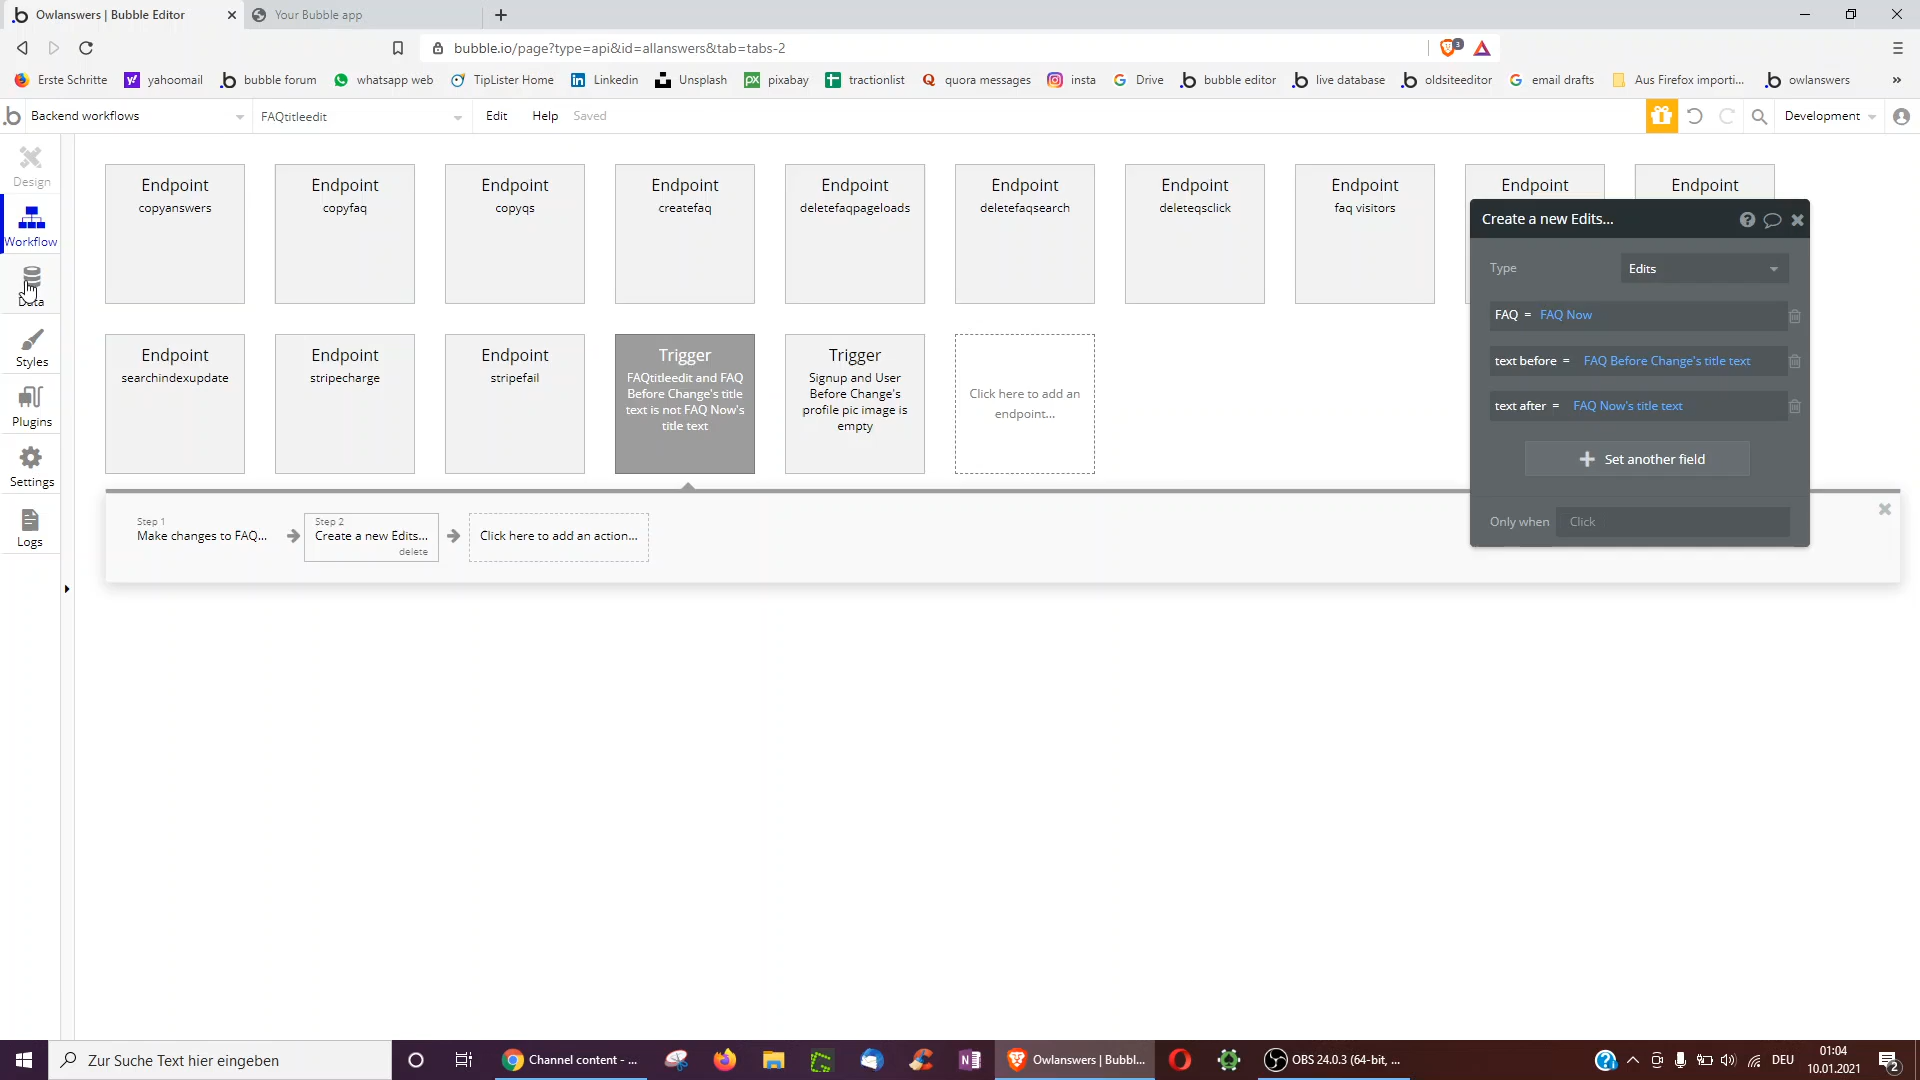 Owlanswers | Bubble Editor
Your Bubble app
bubble.io/page?type=api&id=allanswers&tab=tabs-2
3
Erste Schritte yahoomail bubble forum whatsapp web TipLister Home Linkedin Unsplash pixabay tractionlist quora messages insta Drive bubble editor live database oldsiteeditor email drafts Aus Firefox importi... owlanswers »
Backend workflows FAQtitleedit Edit Help Saved Development
Design
Workflow
Data
Styles
Plugins
Settings
Logs
Endpoint
copyanswers
Endpoint
copyfaq
Endpoint
copyqs
Endpoint
createfaq
Endpoint
deletefaqpageloads
Endpoint
deletefaqsearch
Endpoint
deleteqsclick
Endpoint
faq visitors
Endpoint
Endpoint
Endpoint
searchindexupdate
Endpoint
stripecharge
Endpoint
stripefail
Trigger
FAQtitleedit and FAQ
Before Change's title
text is not FAQ Now's
title text
Trigger
Signup and User
Before Change's
profile pic image is
empty
Click here to add an
endpoint...
Step 1
Make changes to FAQ...
Step 2
Create a new Edits...
delete
Click here to add an action...
Create a new Edits...
Type Edits
FAQ = FAQ Now
text before = FAQ Before Change's title text
text after = FAQ Now's title text
Set another field
Only when Click
Zur Suche Text hier eingeben
Channel content - ...
Owlanswers | Bubbl...
OBS 24.0.3 (64-bit, ...
DEU
01:04
10.01.2021
2